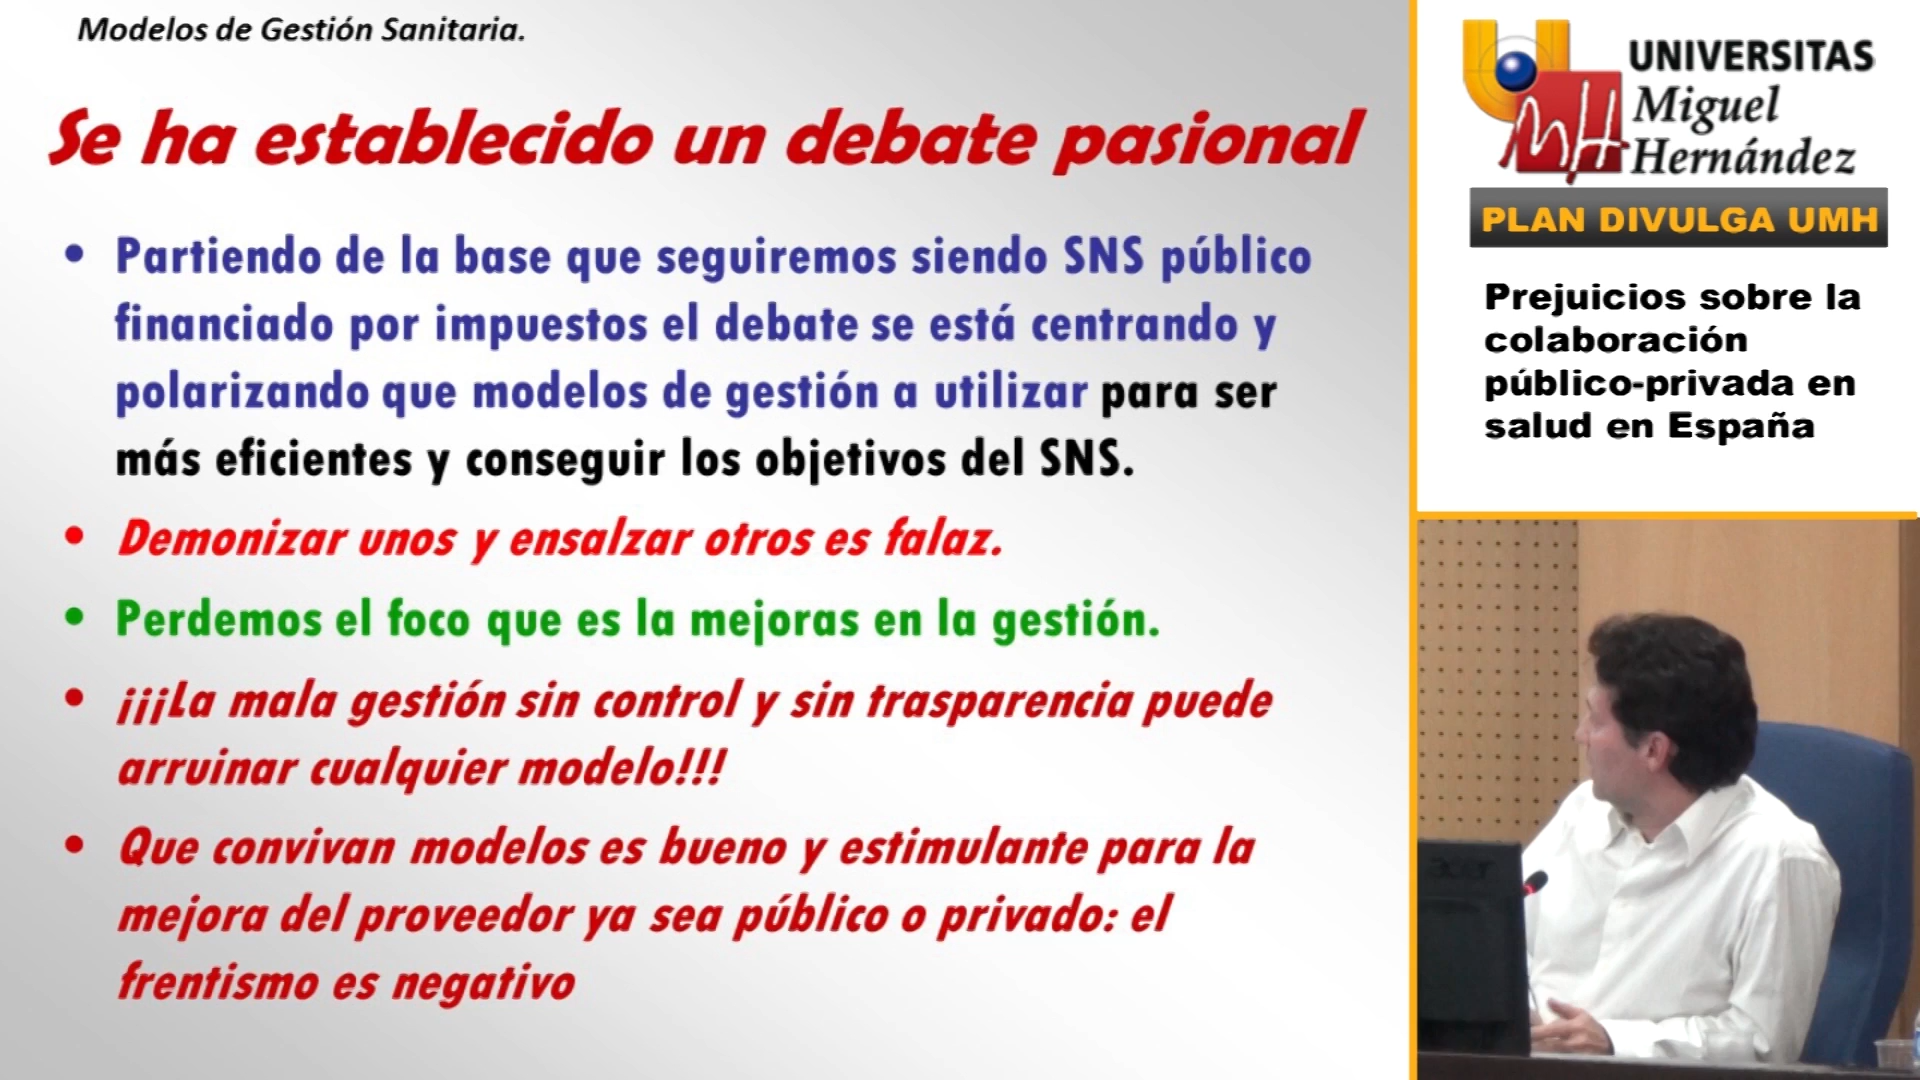 Modelos de Gestión Sanitaria.
Se ha establecido un debate pasional
• Partiendo de la base que seguiremos siendo SNS público
financiado por impuestos el debate se está centrando y
polarizando que modelos de gestión a utilizar para ser
más eficientes y conseguir los objetivos del SNS.
• Demonizar unos y ensalzar otros es falaz.
• Perdemos el foco que es la mejoras en la gestión.
• ¡¡¡La mala gestión sin control y sin trasparencia puede
arruinar cualquier modelo!!!
• Que convivan modelos es bueno y estimulante para la
mejora del proveedor ya sea público o privado: el
frentismo es negativo
UMH
UNIVERSITAS
Miguel
Hernández
PLAN DIVULGA UMH
Prejuicios sobre la
colaboración
público-privada en
salud en España
acer